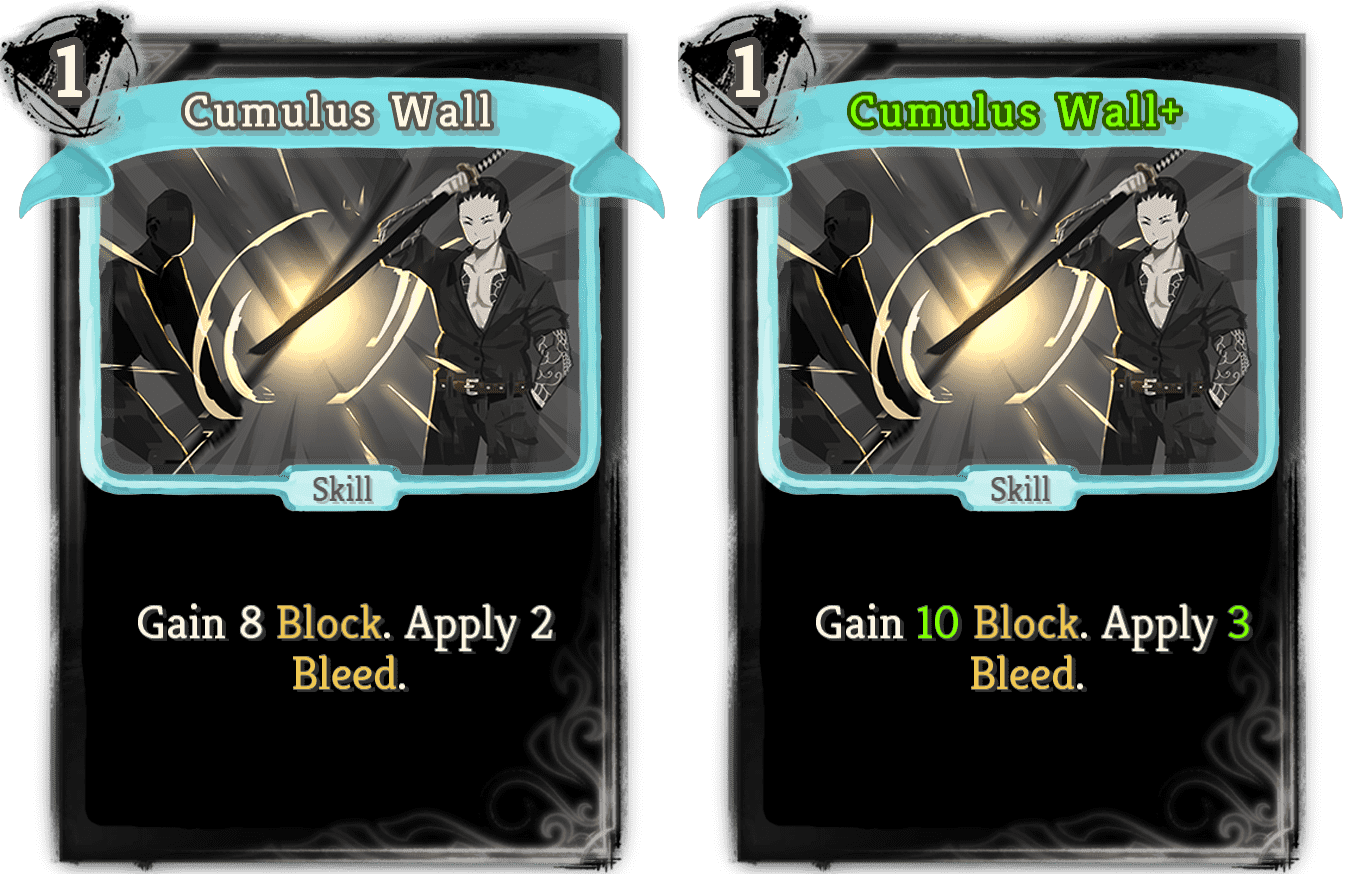 1
Cumulus Wall
Skill
Gain 8 Block. Apply 2
Bleed.
1
Cumulus Wall+
Skill
Gain 10 Block. Apply 3
Bleed.